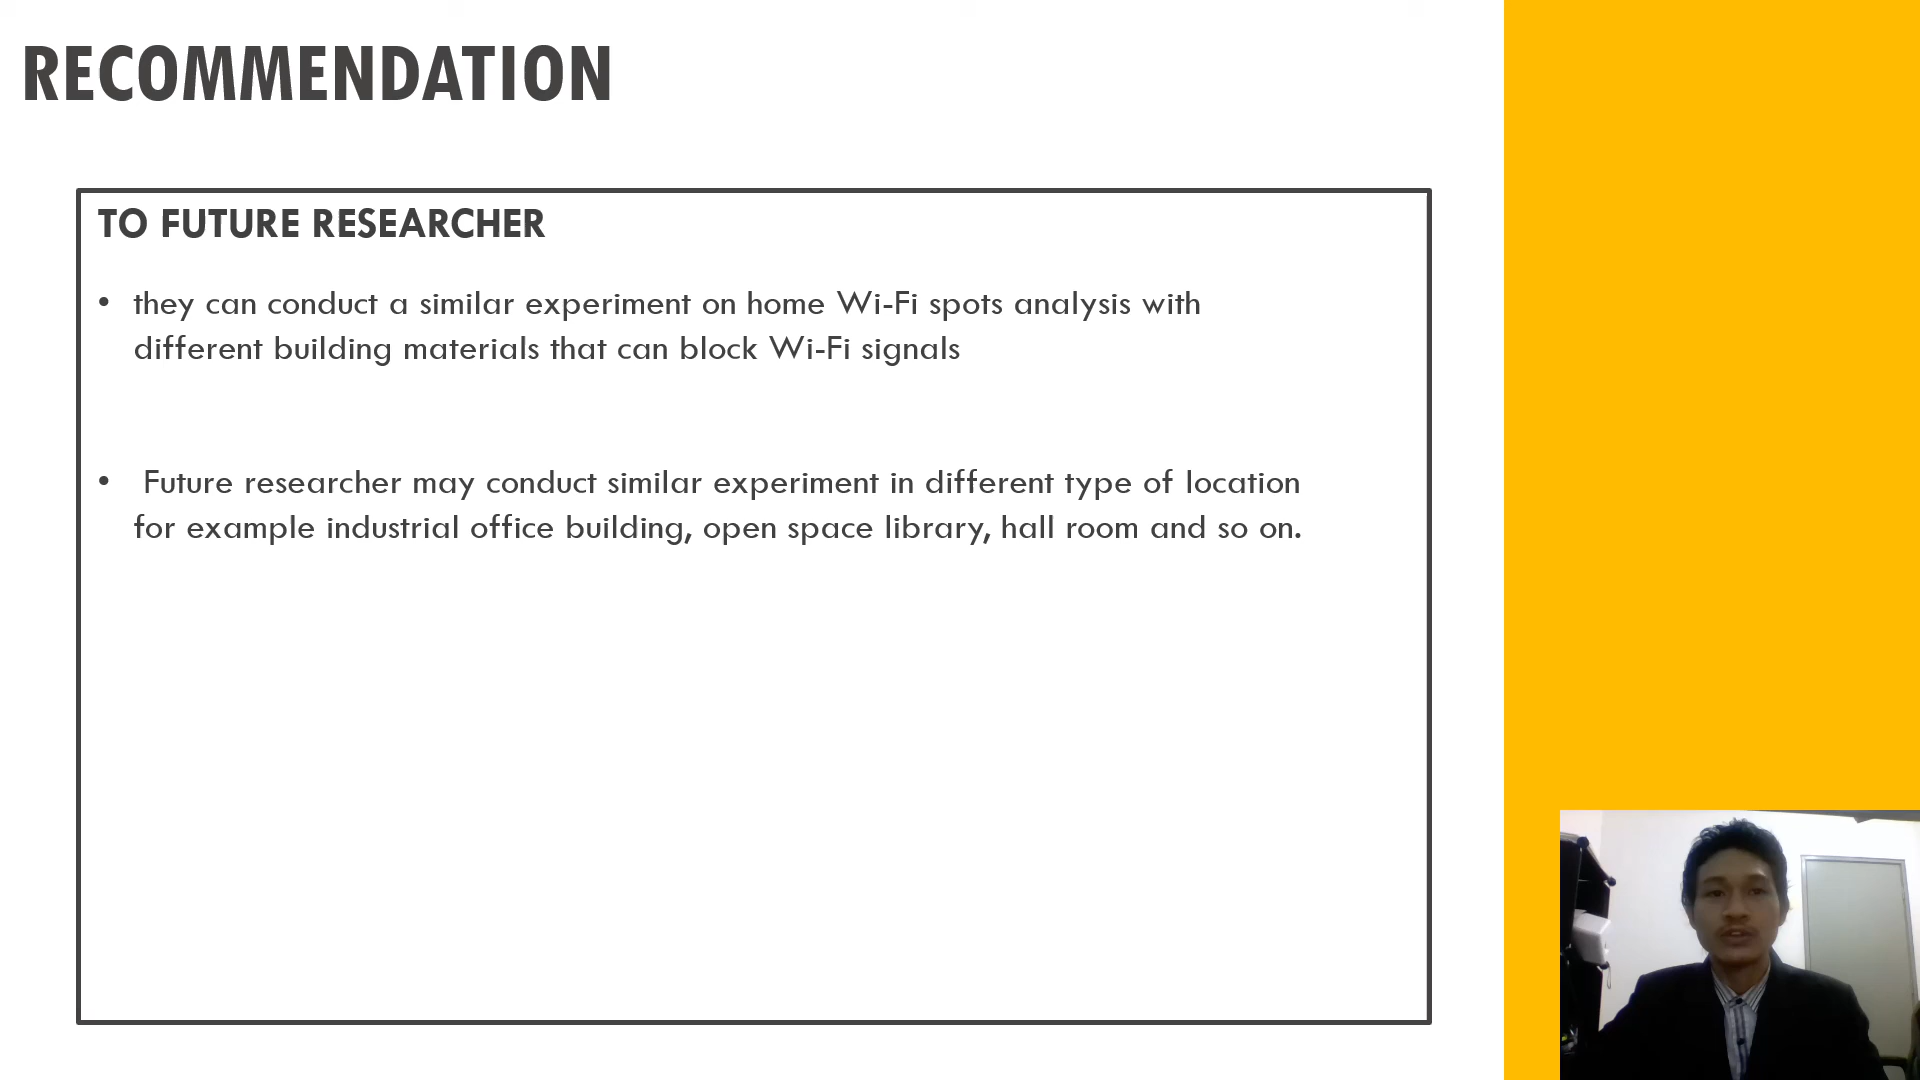 RECOMMENDATION
TO FUTURE RESEARCHER
• they can conduct a similar experiment on home Wi-Fi spots analysis with
different building materials that can block Wi-Fi signals
• Future researcher may conduct similar experiment in different type of location
for example industrial office building, open space library, hall room and so on.